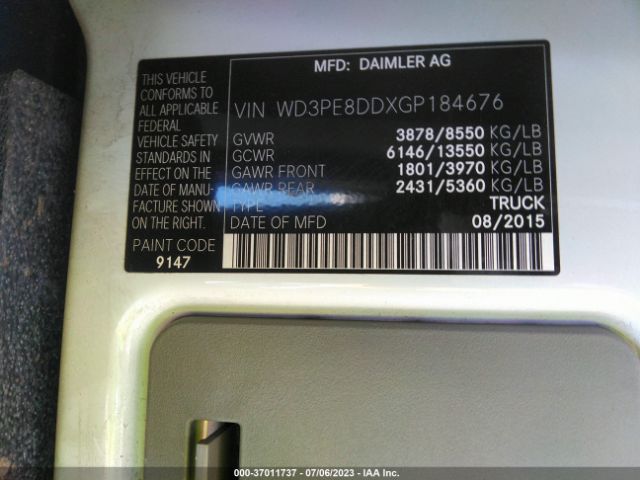 MFD: DAIMLER AG
THIS VEHICLE
CONFORMS TO
ALL APPLICABLE
FEDERAL
VEHICLE SAFETY
STANDARDS IN
EFFECT ON THE
DATE OF MANU-
FACTURE SHOWN
ON THE RIGHT.
PAINT CODE
9147
VIN WD3PE8DDXGP184676
GVWR 3878/8550 KG/LB
GCWR 6146/13550 KG/LB
GAWR FRONT 1801/3970 KG/LB
GAWR REAR 2431/5360 KG/LB
TYPE TRUCK
DATE OF MFD 08/2015
000-37011737 - 07/06/2023 - IAA Inc.